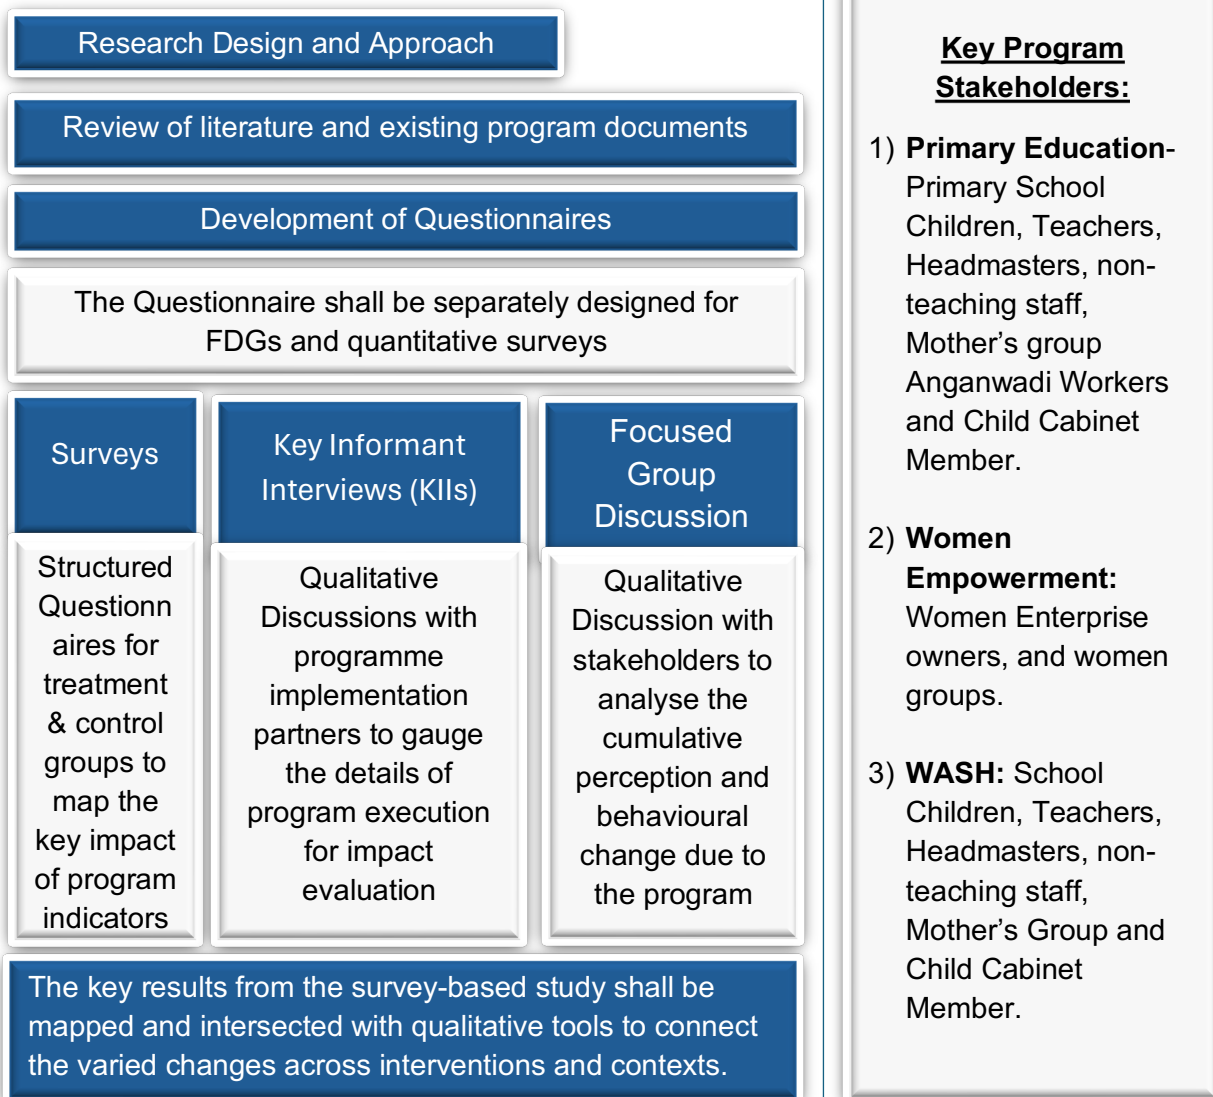 Research Design and Approach
Review of literature and existing program documents
Development of Questionnaires
The Questionnaire shall be separately designed for
FDGs and quantitative surveys
Surveys
Structured
Questionn
aires for
treatment
& control
groups to
map the
key impact
of program
indicators
Key Informant
Interviews (KIIs)
Qualitative
Discussions with
programme
implementation
partners to gauge
the details of
program execution
for impact
evaluation
Focused
Group
Discussion
Qualitative
Discussion with
stakeholders to
analyse the
cumulative
perception and
behavioural
change due to
the program
The key results from the survey-based study shall be
mapped and intersected with qualitative tools to connect
the varied changes across interventions and contexts.
Key Program
Stakeholders:
1) Primary Education-
Primary School
Children, Teachers,
Headmasters, non-
teaching staff,
Mother’s group
Anganwadi Workers
and Child Cabinet
Member.
2) Women
Empowerment:
Women Enterprise
owners, and women
groups.
3) WASH: School
Children, Teachers,
Headmasters, non-
teaching staff,
Mother’s Group and
Child Cabinet
Member.